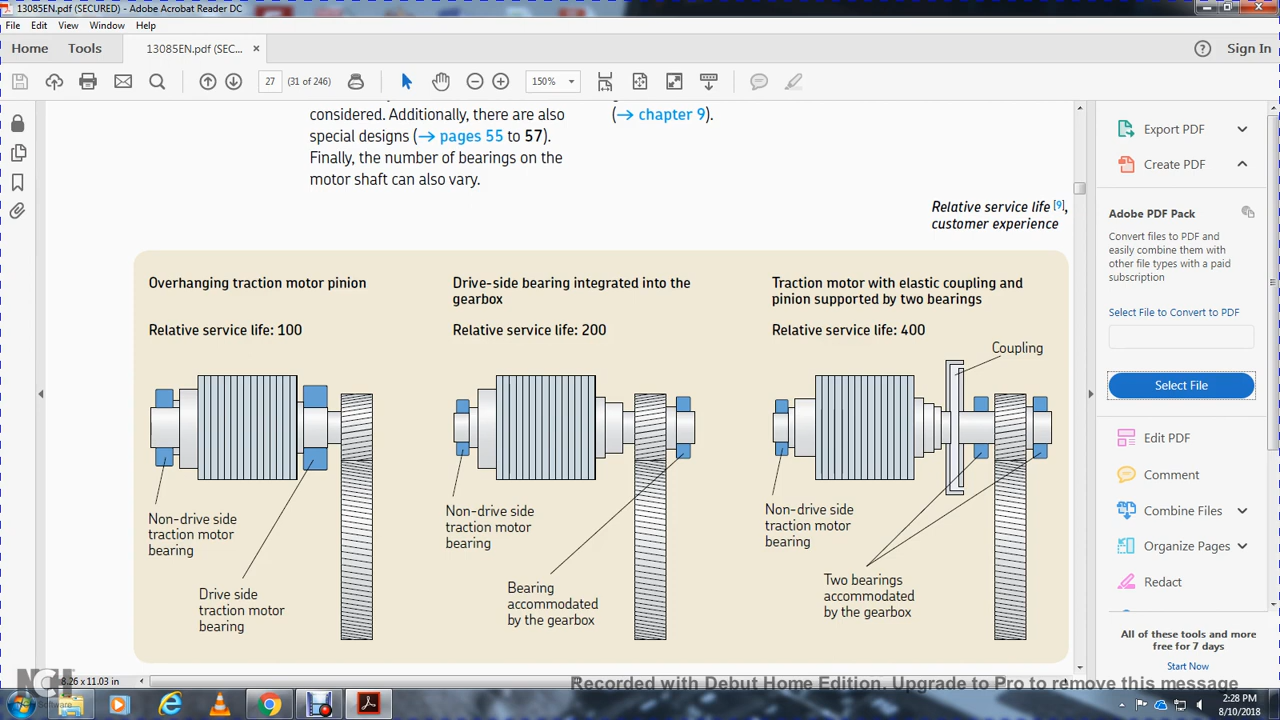 13085EN.pdf (SECURED) - Adobe Acrobat Reader DC
File Edit View Window Help
Home Tools 13085EN.pdf (SEC... × Sign In
27 (31 of 246) 150%
considered. Additionally, there are also
special designs (→ pages 55 to 57).
Finally, the number of bearings on the
motor shaft can also vary.
(→ chapter 9).
Relative service life [9],
customer experience
Overhanging traction motor pinion
Relative service life: 100
Non-drive side
traction motor
bearing
Drive side
traction motor
bearing
Drive-side bearing integrated into the
gearbox
Relative service life: 200
Non-drive side
traction motor
bearing
Bearing
accommodated
by the gearbox
Traction motor with elastic coupling and
pinion supported by two bearings
Relative service life: 400
Coupling
Non-drive side
traction motor
bearing
Two bearings
accommodated
by the gearbox
Export PDF
Create PDF
Adobe PDF Pack
Convert files to PDF and
easily combine them with
other file types with a paid
subscription
Select File to Convert to PDF
Select File
Edit PDF
Comment
Combine Files
Organize Pages
Redact
All of these tools and more
free for 7 days
Start Now
8.26 x 11.03 in
NCH
Software
Recorded with Debut Home Edition. Upgrade to Pro to remove this message
2:28 PM
8/10/2018